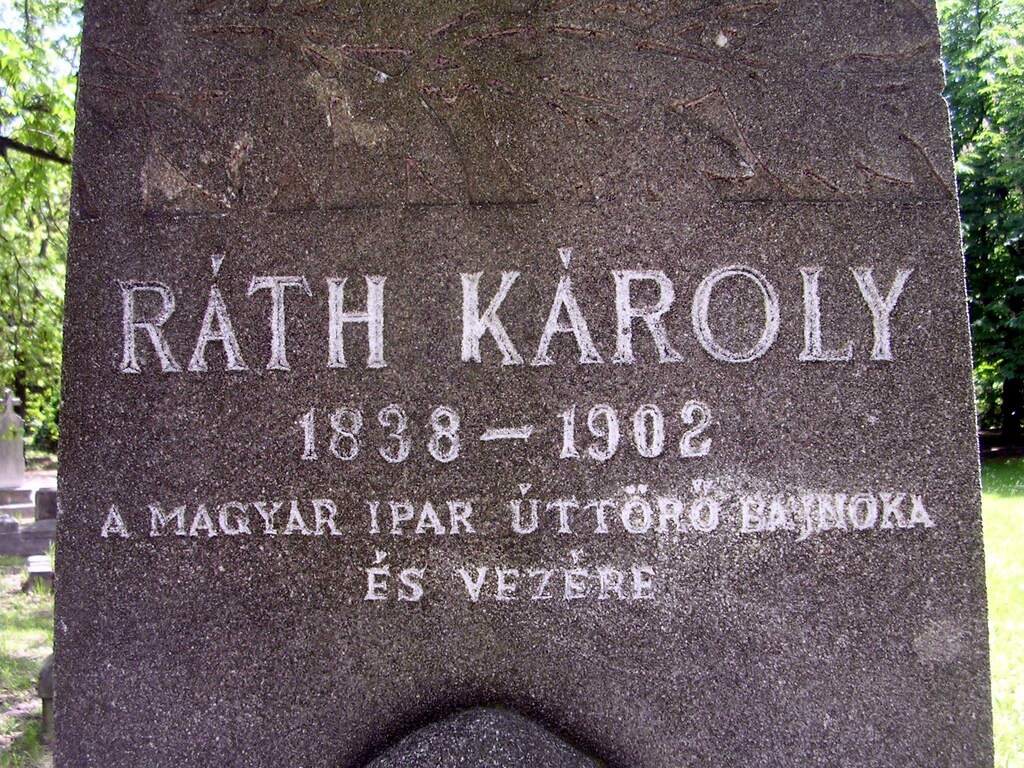 RÁTH KÁROLY
1838 – 1902
A MAGYAR IPAR ÚTTÖRŐ BAJNOKA
ÉS VEZÉRE